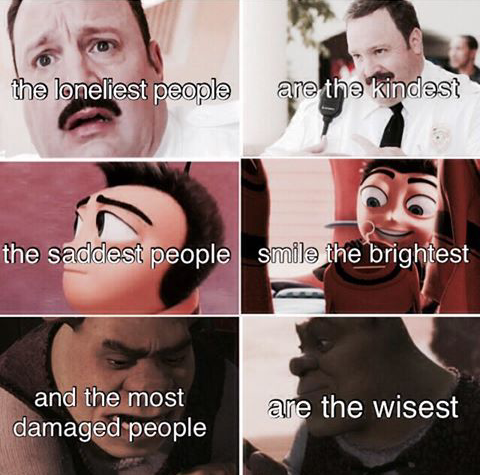 the loneliest people
are the kindest
the saddest people
smile the brightest
and the most
damaged people
are the wisest